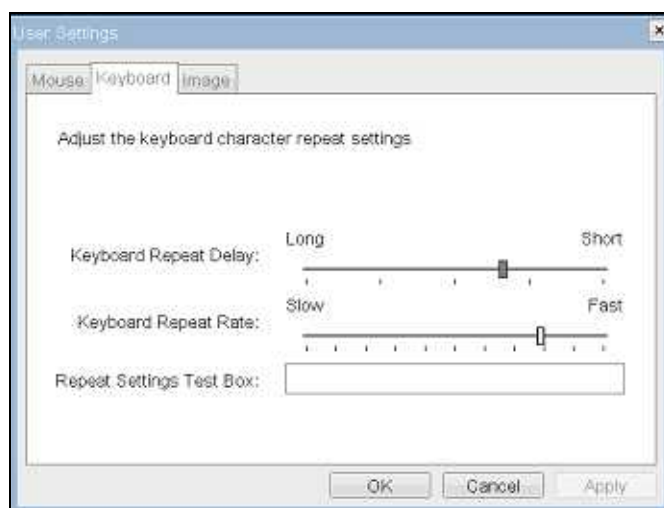 User Settings
Mouse Keyboard Image
Adjust the keyboard character repeat settings
Long Short
Keyboard Repeat Delay:
Slow Fast
Keyboard Repeat Rate:
Repeat Settings Test Box:
OK Cancel Apply